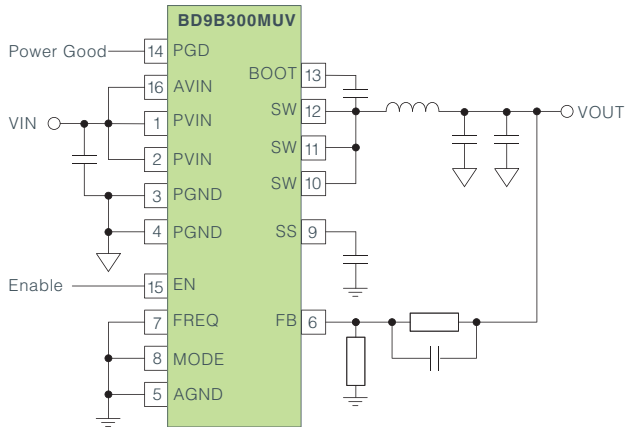 BD9B300MUV
Power Good 14 PGD
BOOT 13
16 AVIN
SW 12
VIN
1 PVIN
VOUT
SW 11
2 PVIN
SW 10
3 PGND
4 PGND
SS 9
Enable 15 EN
7 FREQ
FB 6
8 MODE
5 AGND